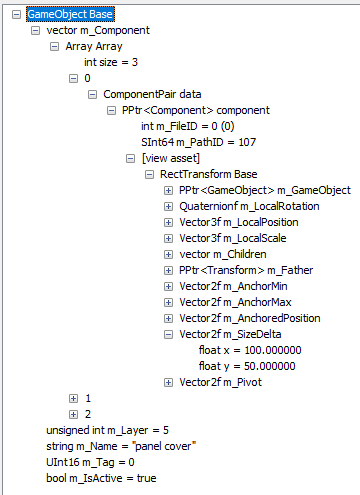 GameObject Base
vector m_Component
Array Array
int size = 3
0
ComponentPair data
PPtr<Component> component
int m_FileID = 0 (0)
SInt64 m_PathID = 107
[view asset]
RectTransform Base
PPtr<GameObject> m_GameObject
Quaternionf m_LocalRotation
Vector3f m_LocalPosition
Vector3f m_LocalScale
vector m_Children
PPtr<Transform> m_Father
Vector2f m_AnchorMin
Vector2f m_AnchorMax
Vector2f m_AnchoredPosition
Vector2f m_SizeDelta
float x = 100.000000
float y = 50.000000
Vector2f m_Pivot
1
2
unsigned int m_Layer = 5
string m_Name = "panel cover"
UInt16 m_Tag = 0
bool m_IsActive = true